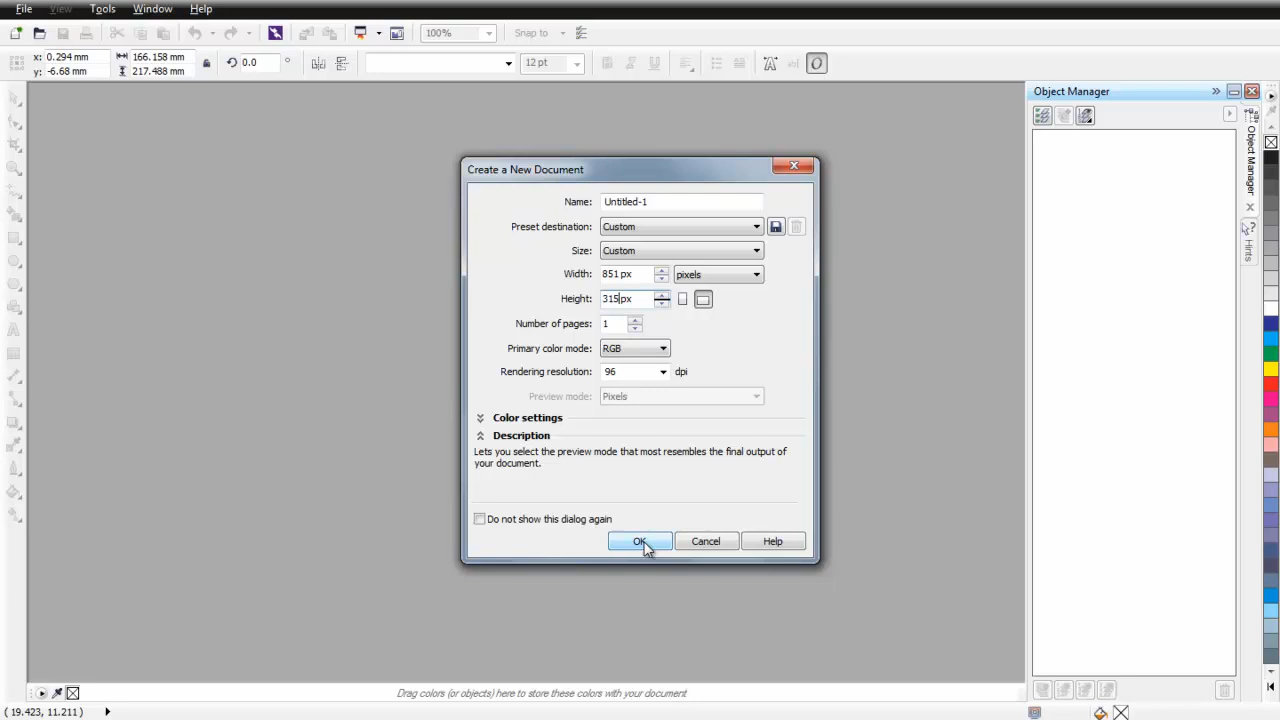 File View Tools Window Help
100% Snap to
x: 0.294 mm 166.158 mm 0.0 ° 12 pt
y: -6.68 mm 217.488 mm
Object Manager
Create a New Document
Name: Untitled-1
Preset destination: Custom
Size: Custom
Width: 851 px pixels
Height: 315 px
Number of pages: 1
Primary color mode: RGB
Rendering resolution: 96 dpi
Preview mode: Pixels
Color settings
Description
Lets you select the preview mode that most resembles the final output of
your document.
Do not show this dialog again
OK Cancel Help
Object Manager
Hints
Drag colors (or objects) here to store these colors with your document
( 19.423, 11.211 )